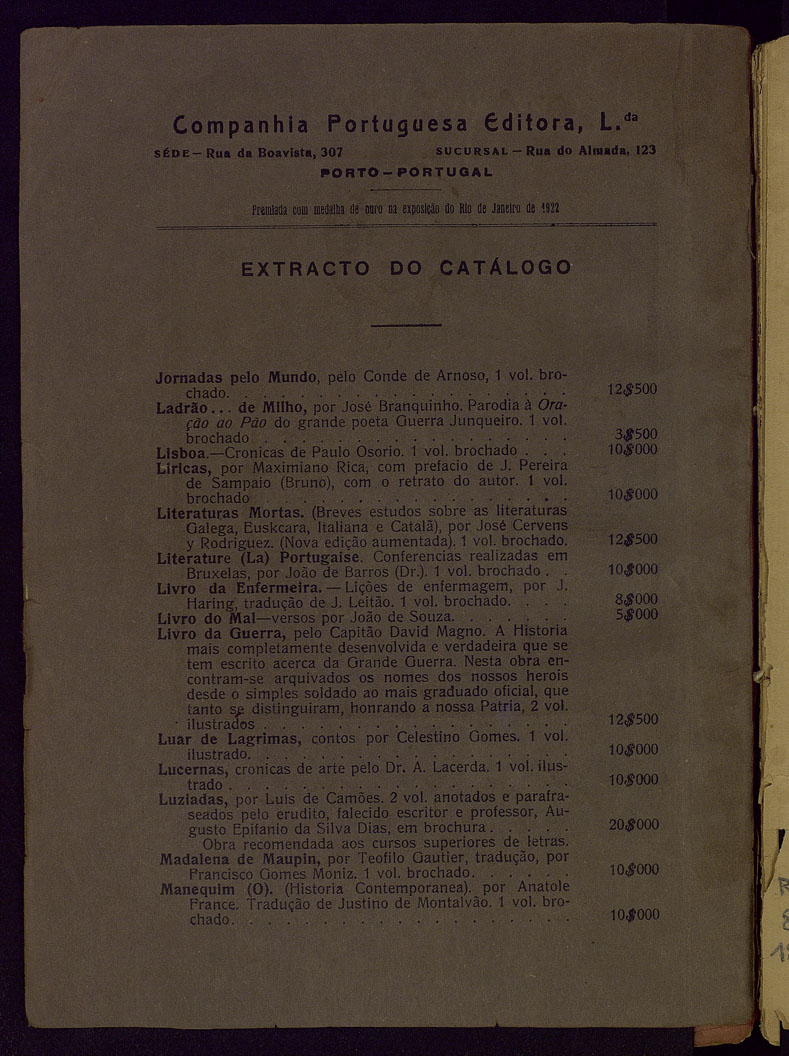 Companhia Portuguesa Editora, L.da
SÉDE — Rua da Boavista, 307 SUCURSAL — Rua do Almada, 123
PORTO — PORTUGAL
Premiada com medalha de ouro na exposição do Rio de Janeiro de 1922
EXTRACTO DO CATÁLOGO
Jornadas pelo Mundo, pelo Conde de Arnoso, 1 vol. bro-
chado. . . . . . . . . . . . . . . . . . 12$500
Ladrão... de Milho, por José Branquinho. Parodia à Ora-
ção ao Pão do grande poeta Guerra Junqueiro. 1 vol.
brochado . . . . . . . . . . . . . . . . 3$500
Lisboa.—Cronicas de Paulo Osorio. 1 vol. brochado . . . 10$000
Liricas, por Maximiano Rica, com prefacio de J. Pereira
de Sampaio (Bruno), com o retrato do autor. 1 vol.
brochado . . . . . . . . . . . . . . . . 10$000
Literaturas Mortas. (Breves estudos sobre as literaturas
Galega, Euskcara, Italiana e Catalã), por José Cervens
y Rodriguez. (Nova edição aumentada). 1 vol. brochado. 12$500
Literature (La) Portugaise. Conferencias realizadas em
Bruxelas, por João de Barros (Dr.). 1 vol. brochado . . 10$000
Livro da Enfermeira. — Lições de enfermagem, por J.
Haring, tradução de J. Leitão. 1 vol. brochado. . . . 8$000
Livro do Mal—versos por João de Souza. . . . . . . 5$000
Livro da Guerra, pelo Capitão David Magno. A Historia
mais completamente desenvolvida e verdadeira que se
tem escrito acerca da Grande Guerra. Nesta obra en-
contram-se arquivados os nomes dos nossos herois
desde o simples soldado ao mais graduado oficial, que
tanto se distinguiram, honrando a nossa Patria, 2 vol.
ilustrados . . . . . . . . . . . . . . . . 12$500
Luar de Lagrimas, contos por Celestino Gomes. 1 vol.
ilustrado. . . . . . . . . . . . . . . . . 10$000
Lucernas, cronicas de arte pelo Dr. A. Lacerda. 1 vol. ilus-
trado . . . . . . . . . . . . . . . . . . 10$000
Luziadas, por Luís de Camões. 2 vol. anotados e parafra-
seados pelo erudito, falecido escritor e professor, Au-
gusto Epifanio da Silva Dias, em brochura . . . . . 20$000
Obra recomendada aos cursos superiores de letras.
Madalena de Maupin, por Teofilo Gautier, tradução, por
Francisco Gomes Moniz. 1 vol. brochado. . . . . . 10$000
Manequim (O). (Historia Contemporanea). por Anatole
France. Tradução de Justino de Montalvão. 1 vol. bro-
chado. . . . . . . . . . . . . . . . . . 10$000